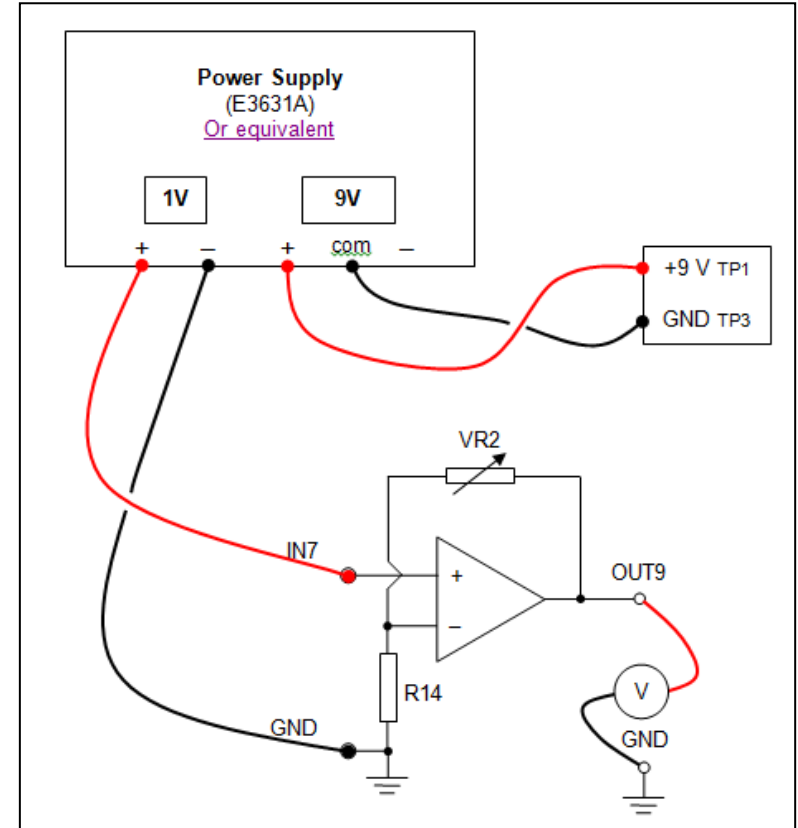 Power Supply
(E3631A)
Or equivalent
1V
9V
+ – + com –
+9 V TP1
GND TP3
VR2
IN7
+
OUT9
–
R14
V
GND
GND